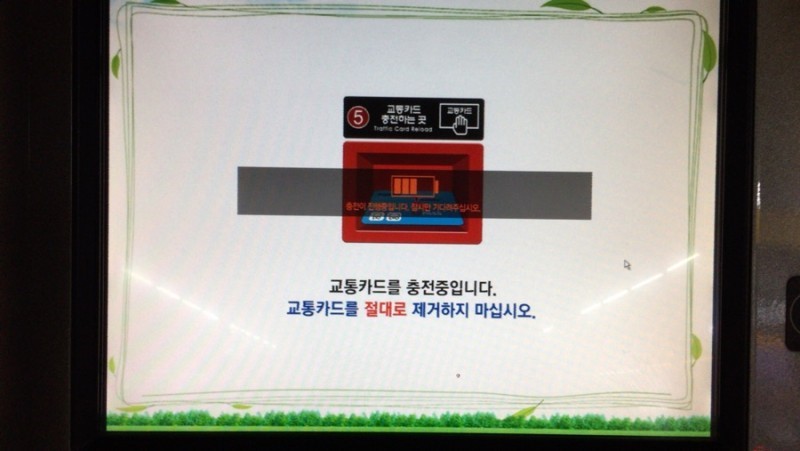 5
교통카드
충전하는 곳
Traffic Card Reload
교통카드
충전이 진행중입니다. 잠시만 기다려주십시오.
교통카드를 충전중입니다.
교통카드를 절대로 제거하지 마십시오.